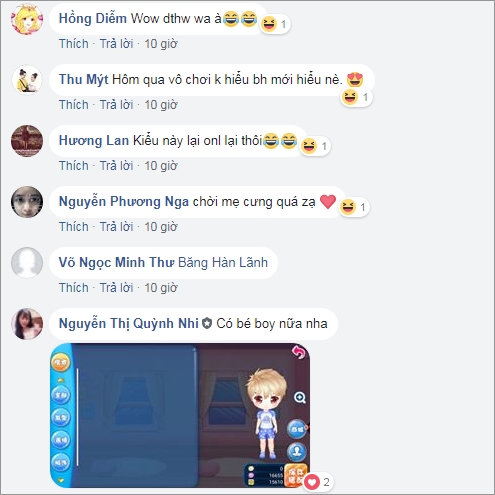 Hồng Diễm Wow dthw wa à😂😂
1
Thích · Trả lời · 10 giờ
Thu Mýt Hôm qua vô chơi k hiểu bh mới hiểu nè. 😍
1
Thích · Trả lời · 10 giờ
Hương Lan Kiểu này lại onl lại thôi😂😂
1
Thích · Trả lời · 10 giờ
Nguyễn Phương Nga chời mẹ cưng quá zạ ❤
1
Thích · Trả lời · 10 giờ
Võ Ngọc Minh Thư Băng Hàn Lãnh
Thích · Trả lời · 10 giờ
Nguyễn Thị Quỳnh Nhi Có bé boy nữa nha
0
16655
15610
2